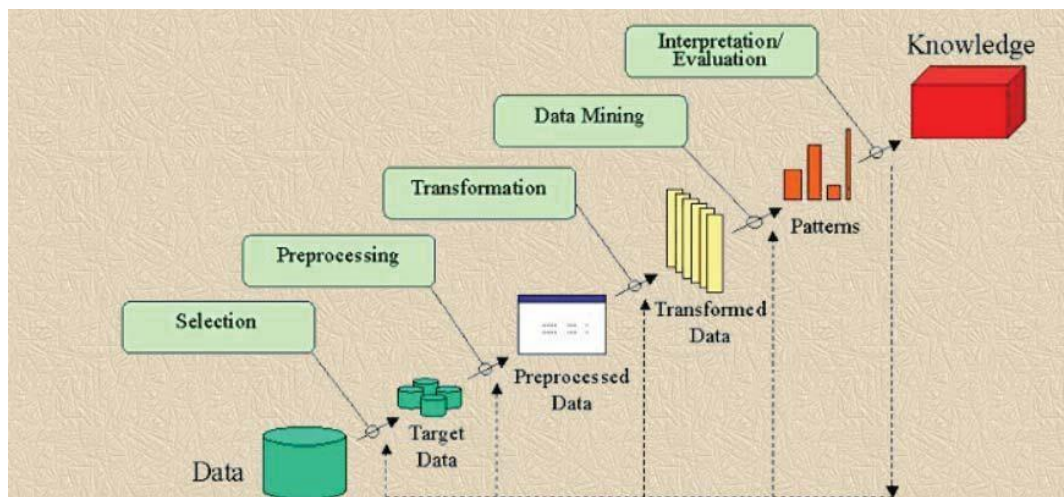 Interpretation/
Evaluation
Knowledge
Data Mining
Patterns
Transformation
Transformed
Data
Preprocessing
Preprocessed
Data
Selection
Target
Data
Data